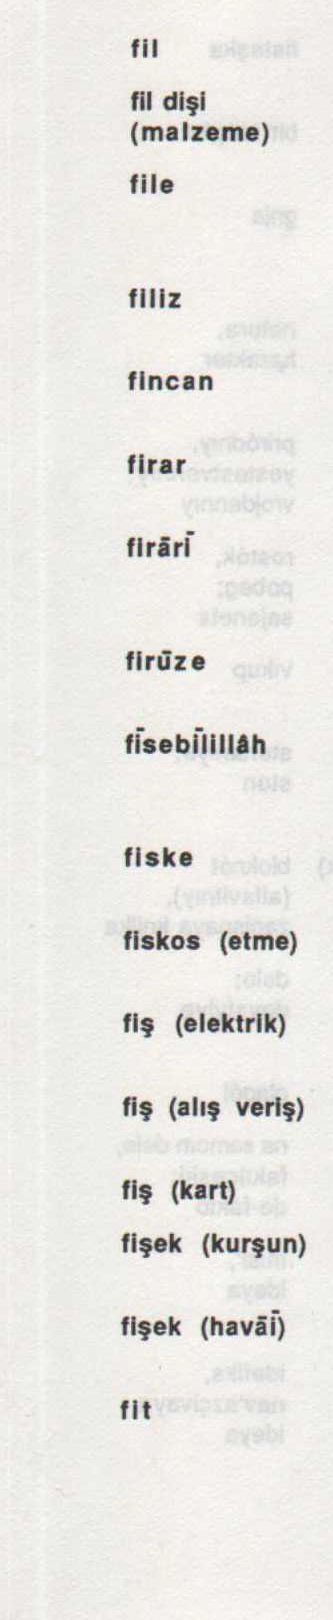 fil
fil dişi
(malzeme)
file
filiz
fincan
firar
firārī
firūze
fīsebīlillâh
fiske
fiskos (etme)
fiş (elektrik)
fiş (alış veriş)
fiş (kart)
fişek (kurşun)
fişek (havāī)
fit